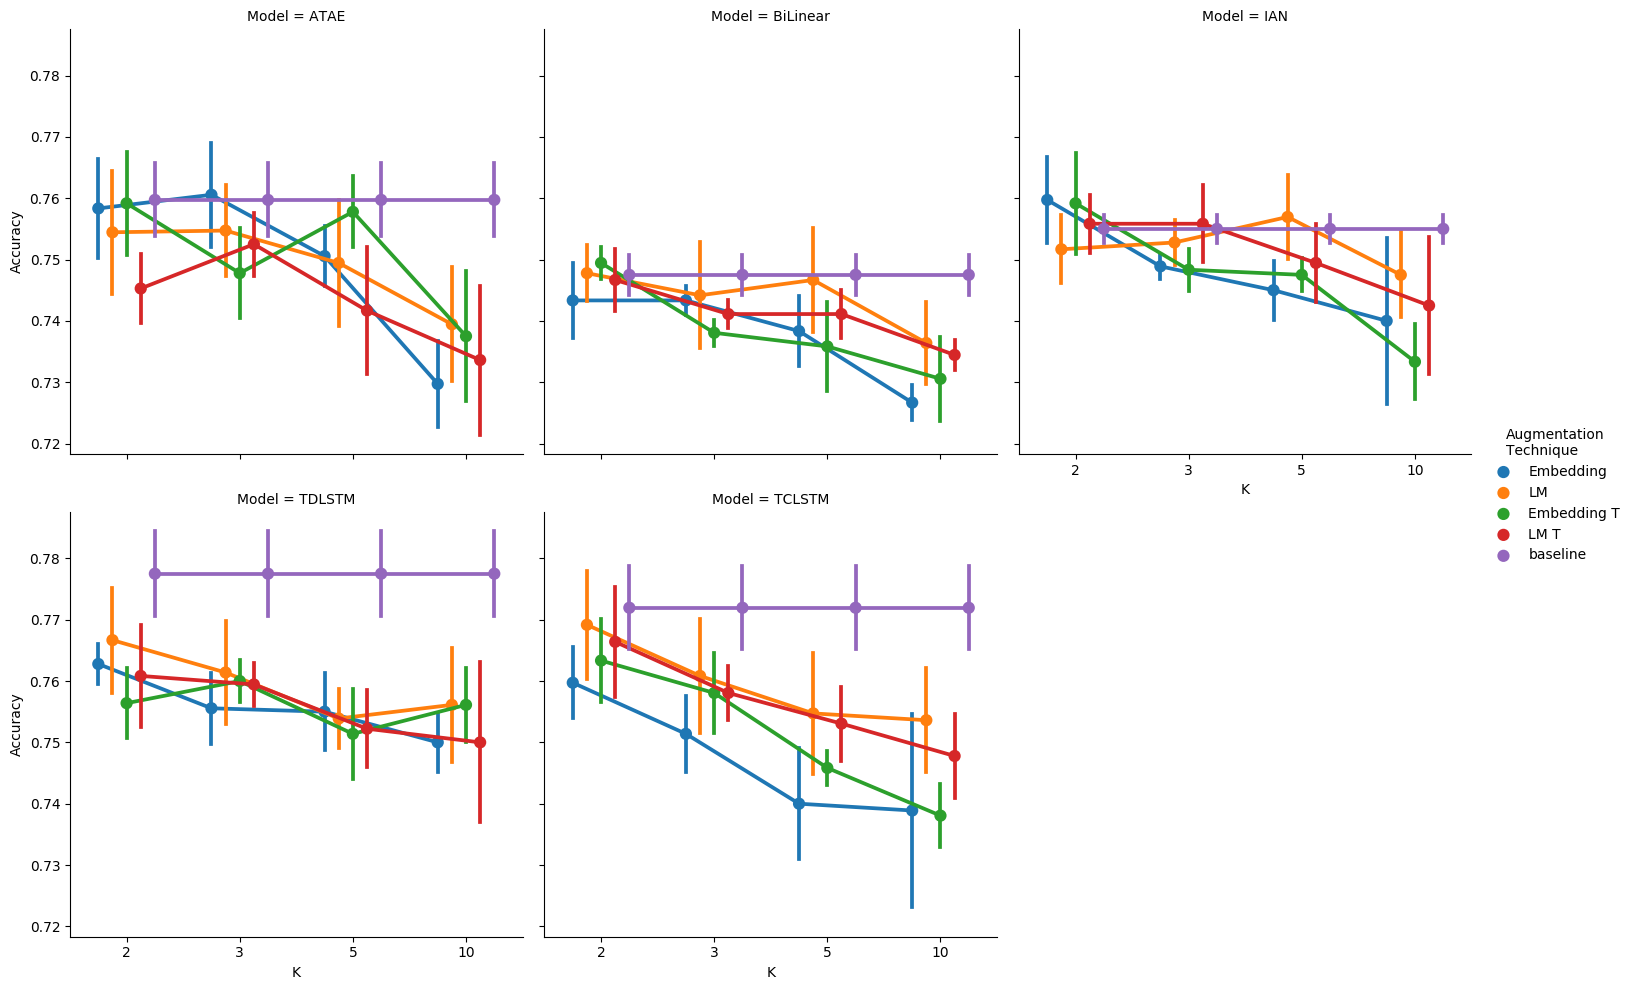 Model = ATAE
Model = BiLinear
Model = IAN
0.78
0.77
0.76
0.75
0.74
0.73
0.72
Accuracy
2
3
5
10
K
Augmentation
Technique
Embedding
LM
Embedding T
LM T
baseline
Model = TDLSTM
Model = TCLSTM
0.78
0.77
0.76
0.75
0.74
0.73
0.72
Accuracy
2
3
5
10
K
2
3
5
10
K